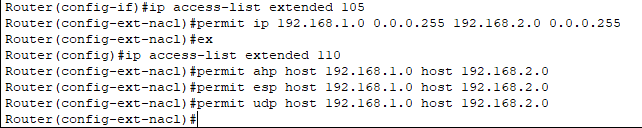 Router(config-if)#ip access-list extended 105
Router(config-ext-nacl)#permit ip 192.168.1.0 0.0.0.255 192.168.2.0 0.0.0.255
Router(config-ext-nacl)#ex
Router(config)#ip access-list extended 110
Router(config-ext-nacl)#permit ahp host 192.168.1.0 host 192.168.2.0
Router(config-ext-nacl)#permit esp host 192.168.1.0 host 192.168.2.0
Router(config-ext-nacl)#permit udp host 192.168.1.0 host 192.168.2.0
Router(config-ext-nacl)#